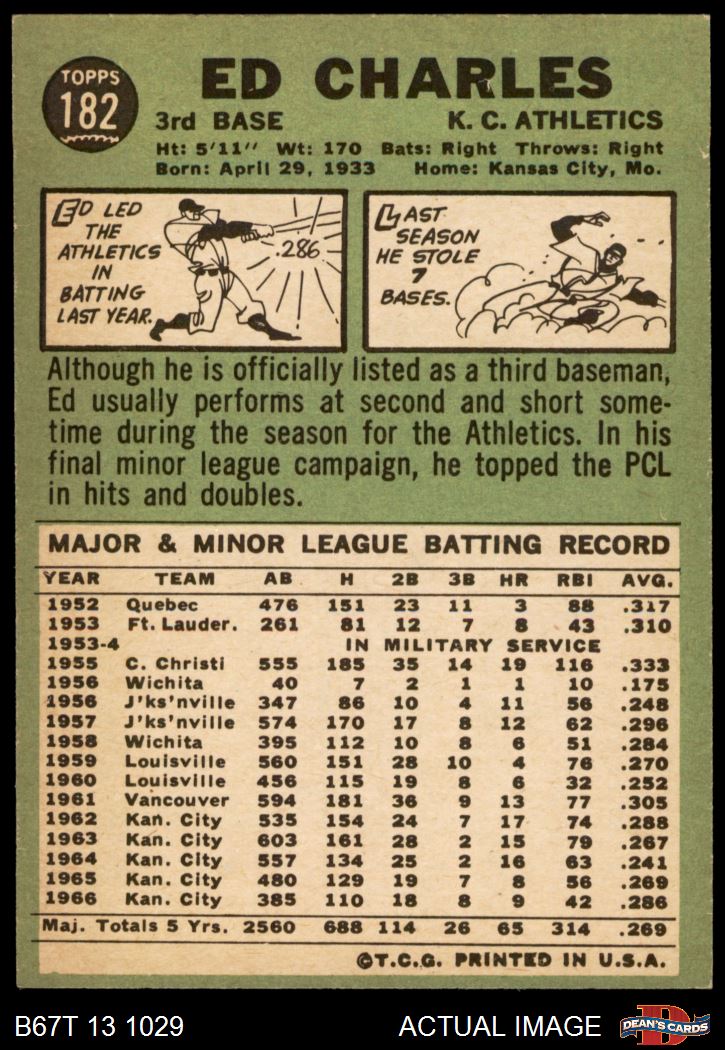 TOPPS
182
ED CHARLES
3rd BASE K. C. ATHLETICS
Ht: 5'11" Wt: 170 Bats: Right Throws: Right
Born: April 29, 1933 Home: Kansas City, Mo.
ED LED
THE
ATHLETICS
IN
BATTING
LAST YEAR.
.286
LAST
SEASON
HE STOLE
7
BASES.
Although he is officially listed as a third baseman,
Ed usually performs at second and short some-
time during the season for the Athletics. In his
final minor league campaign, he topped the PCL
in hits and doubles.
MAJOR & MINOR LEAGUE BATTING RECORD
YEAR TEAM AB H 2B 3B HR RBI AVG.
1952 Quebec 476 151 23 11 3 88 .317
1953 Ft. Lauder. 261 81 12 7 8 43 .310
1953-4 IN MILITARY SERVICE
1955 C. Christi 555 185 35 14 19 116 .333
1956 Wichita 40 7 2 1 1 10 .175
1956 J'ks'nville 347 86 10 4 11 56 .248
1957 J'ks'nville 574 170 17 8 12 62 .296
1958 Wichita 395 112 10 8 6 51 .284
1959 Louisville 560 151 28 10 4 76 .270
1960 Louisville 456 115 19 8 6 32 .252
1961 Vancouver 594 181 36 9 13 77 .305
1962 Kan. City 535 154 24 7 17 74 .288
1963 Kan. City 603 161 28 2 15 79 .267
1964 Kan. City 557 134 25 2 16 63 .241
1965 Kan. City 480 129 19 7 8 56 .269
1966 Kan. City 385 110 18 8 9 42 .286
Maj. Totals 5 Yrs. 2560 688 114 26 65 314 .269
©T.C.G. PRINTED IN U.S.A.
B67T 13 1029 ACTUAL IMAGE DEAN'S CARDS